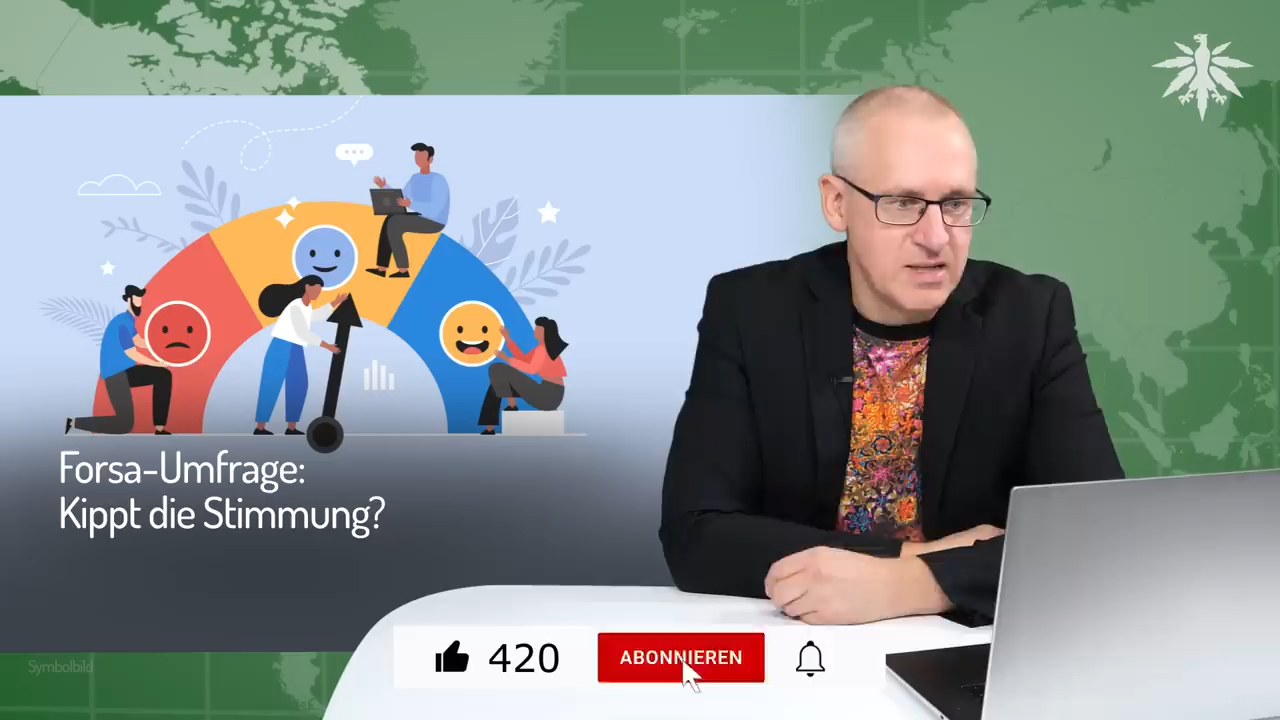 Forsa-Umfrage:
Kippt die Stimmung?
Symbolbild
420
ABONNIEREN